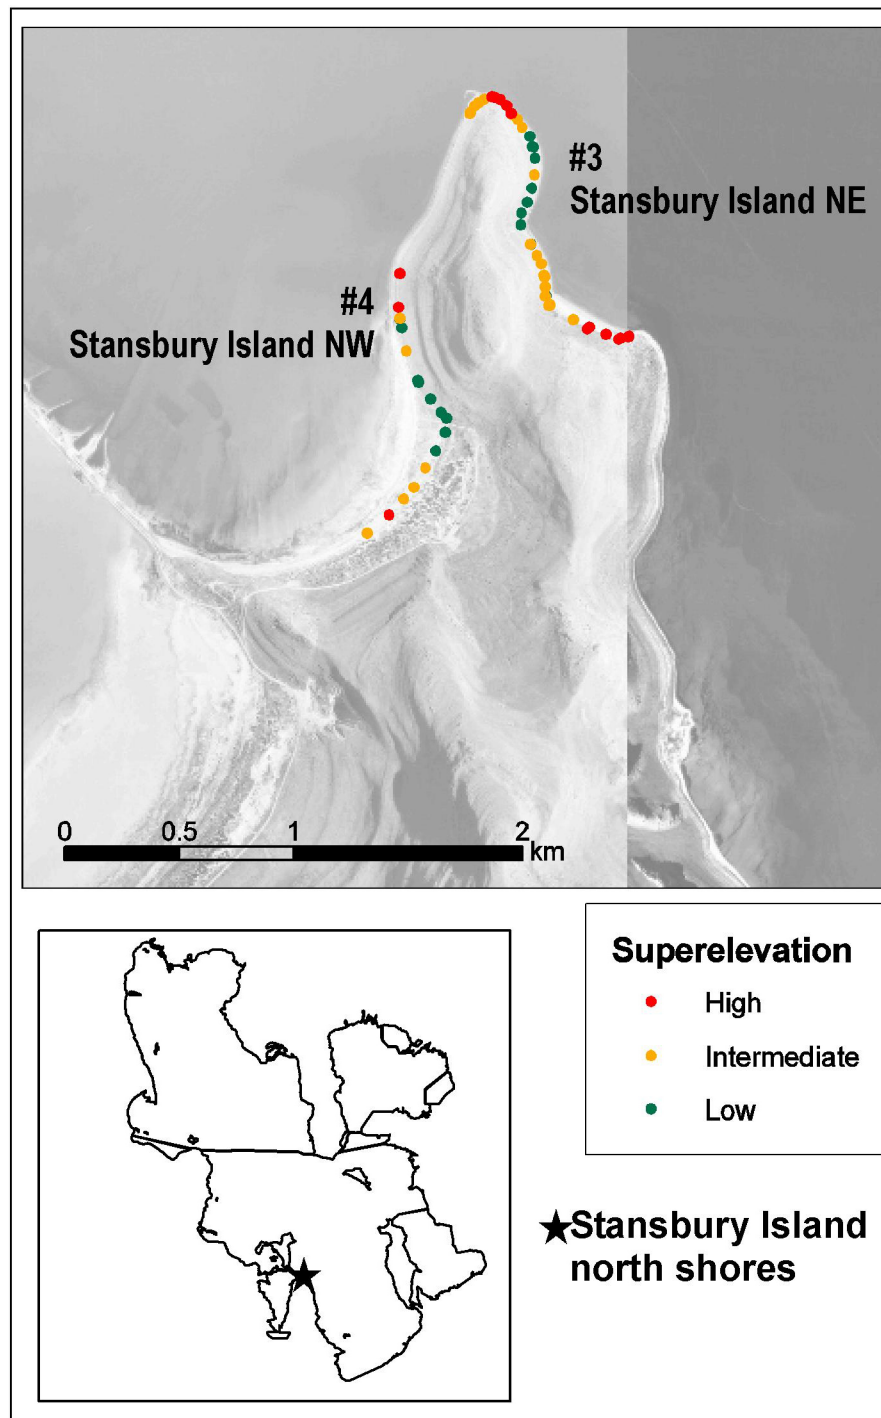 #3
Stansbury Island NE
#4
Stansbury Island NW
0 0.5 1 2
km
Superelevation
High
Intermediate
Low
Stansbury Island
north shores